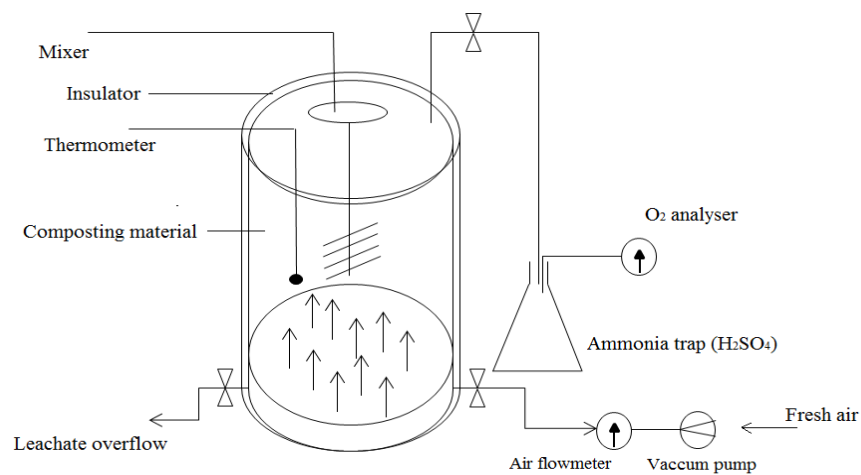 Mixer
Insulator
Thermometer
Composting material
O₂ analyser
Ammonia trap (H₂SO₄)
Leachate overflow
Fresh air
Air flowmeter
Vaccum pump